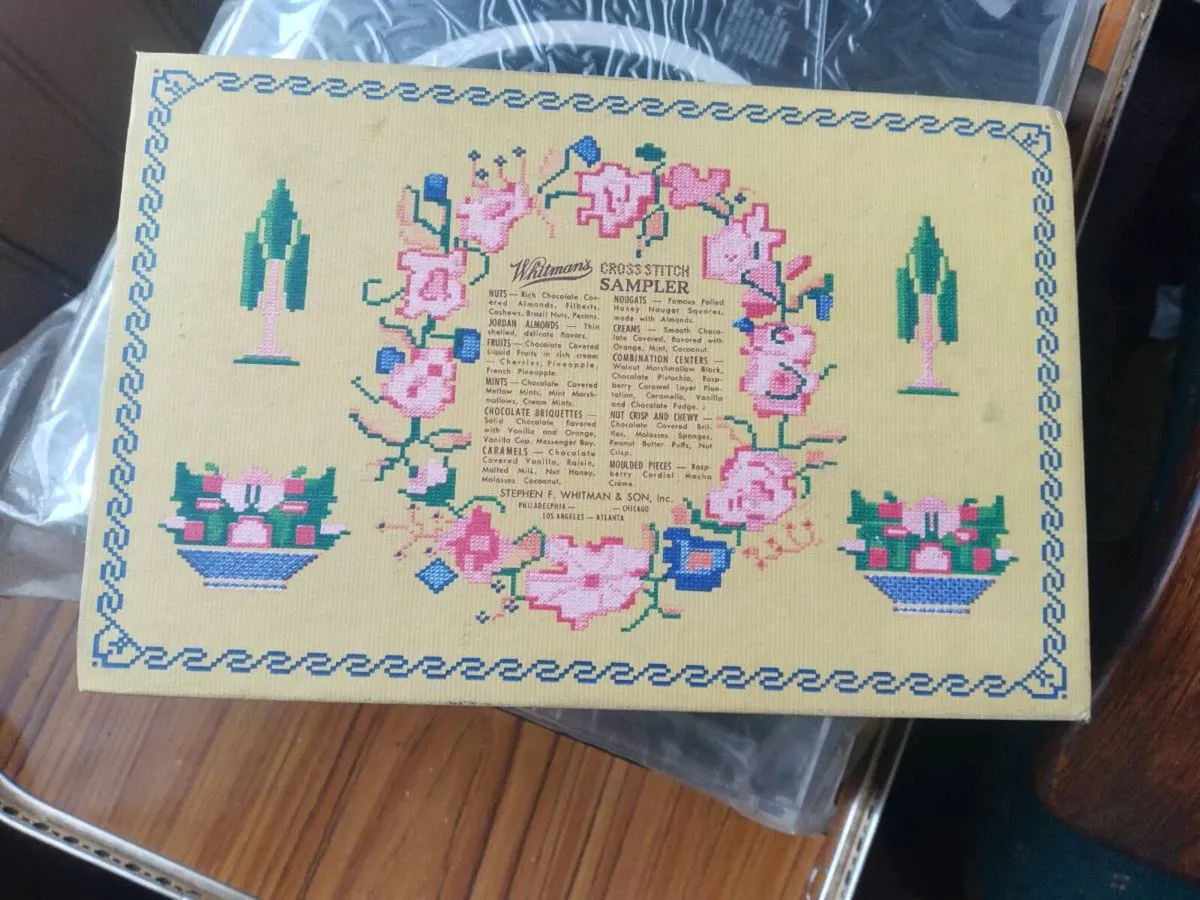 Whitman's CROSS STITCH
SAMPLER
NUTS — Rich Chocolate Cov-
ered Almonds, Filberts,
Cashews, Brazil Nuts, Pecans.
JORDAN ALMONDS — Thin
shelled, delicate flavors.
FRUITS — Chocolate Covered
Liquid Fruits in rich cream
— Cherries, Pineapple,
French Pineapple.
MINTS — Chocolate Covered
Mellow Mints, Mint Marsh-
mallows, Cream Mints.
CHOCOLATE BRIQUETTES —
Solid Chocolate flavored
with Vanilla and Orange,
Vanilla Cup, Messenger Boy.
CARAMELS — Chocolate
Covered Vanilla, Raisin,
Malted Milk, Nut Honey,
Molasses Cocoanut.
NOUGATS — Famous Pulled
Honey Nougat Squares,
made with Almonds.
CREAMS — Smooth Choco-
late Covered, flavored with
Orange, Mint, Cocoanut.
COMBINATION CENTERS —
Walnut Marshmallow Block,
Chocolate Pistachio, Rasp-
berry Caramel Layer Plan-
tation, Caramello, Vanilla
and Chocolate Fudge.
NUT CRISP AND CHEWY —
Chocolate Covered Brit-
tles, Molasses Sponges,
Peanut Butter Puffs, Nut
Crisp.
MOULDED PIECES — Rasp-
berry Cordial Mocha
Crème.
STEPHEN F. WHITMAN & SON, Inc.
PHILADELPHIA — — CHICAGO
LOS ANGELES — ATLANTA